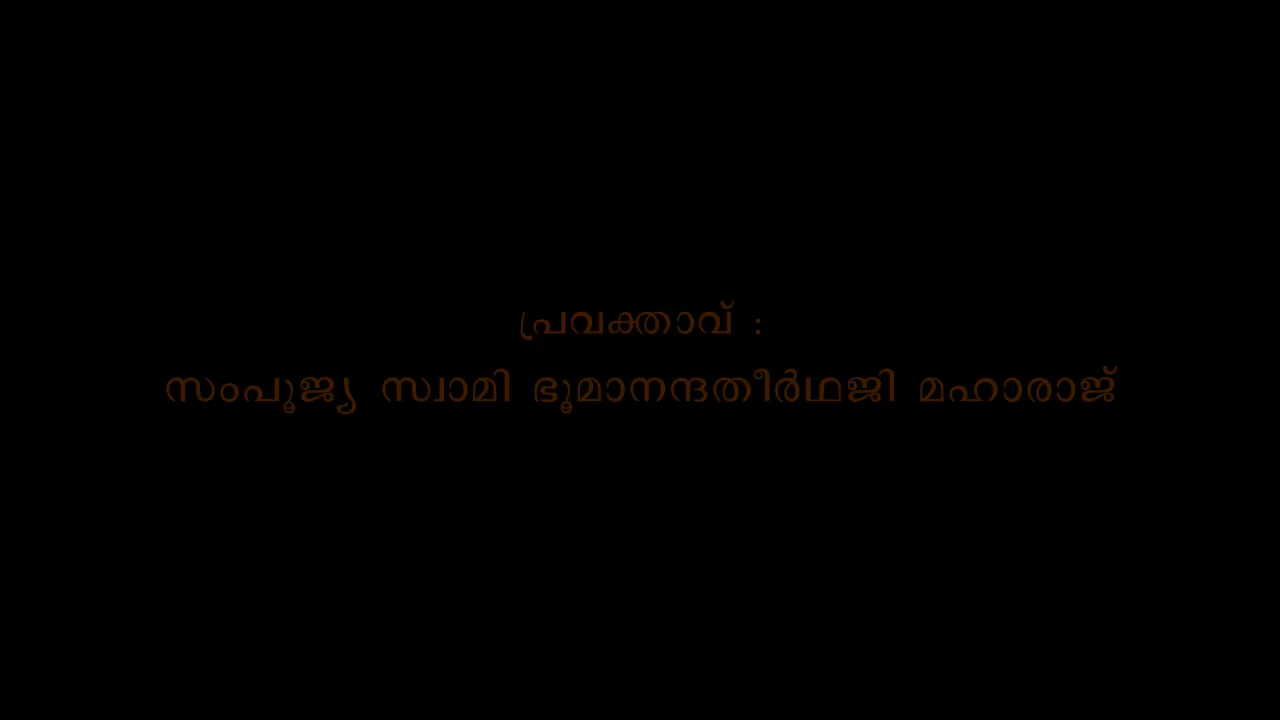 പ്രവക്താവ് :
സംപൂജ്യ സ്വാമി ഭൂമാനന്ദതീർഥജി മഹാരാജ്